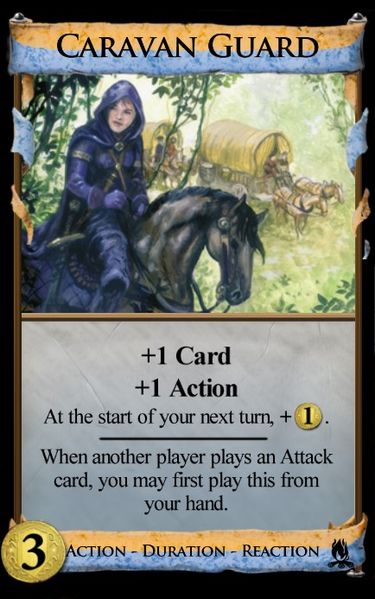 CARAVAN GUARD
+1 Card
+1 Action
At the start of your next turn, +1.
When another player plays an Attack
card, you may first play this from
your hand.
3 ACTION - DURATION - REACTION